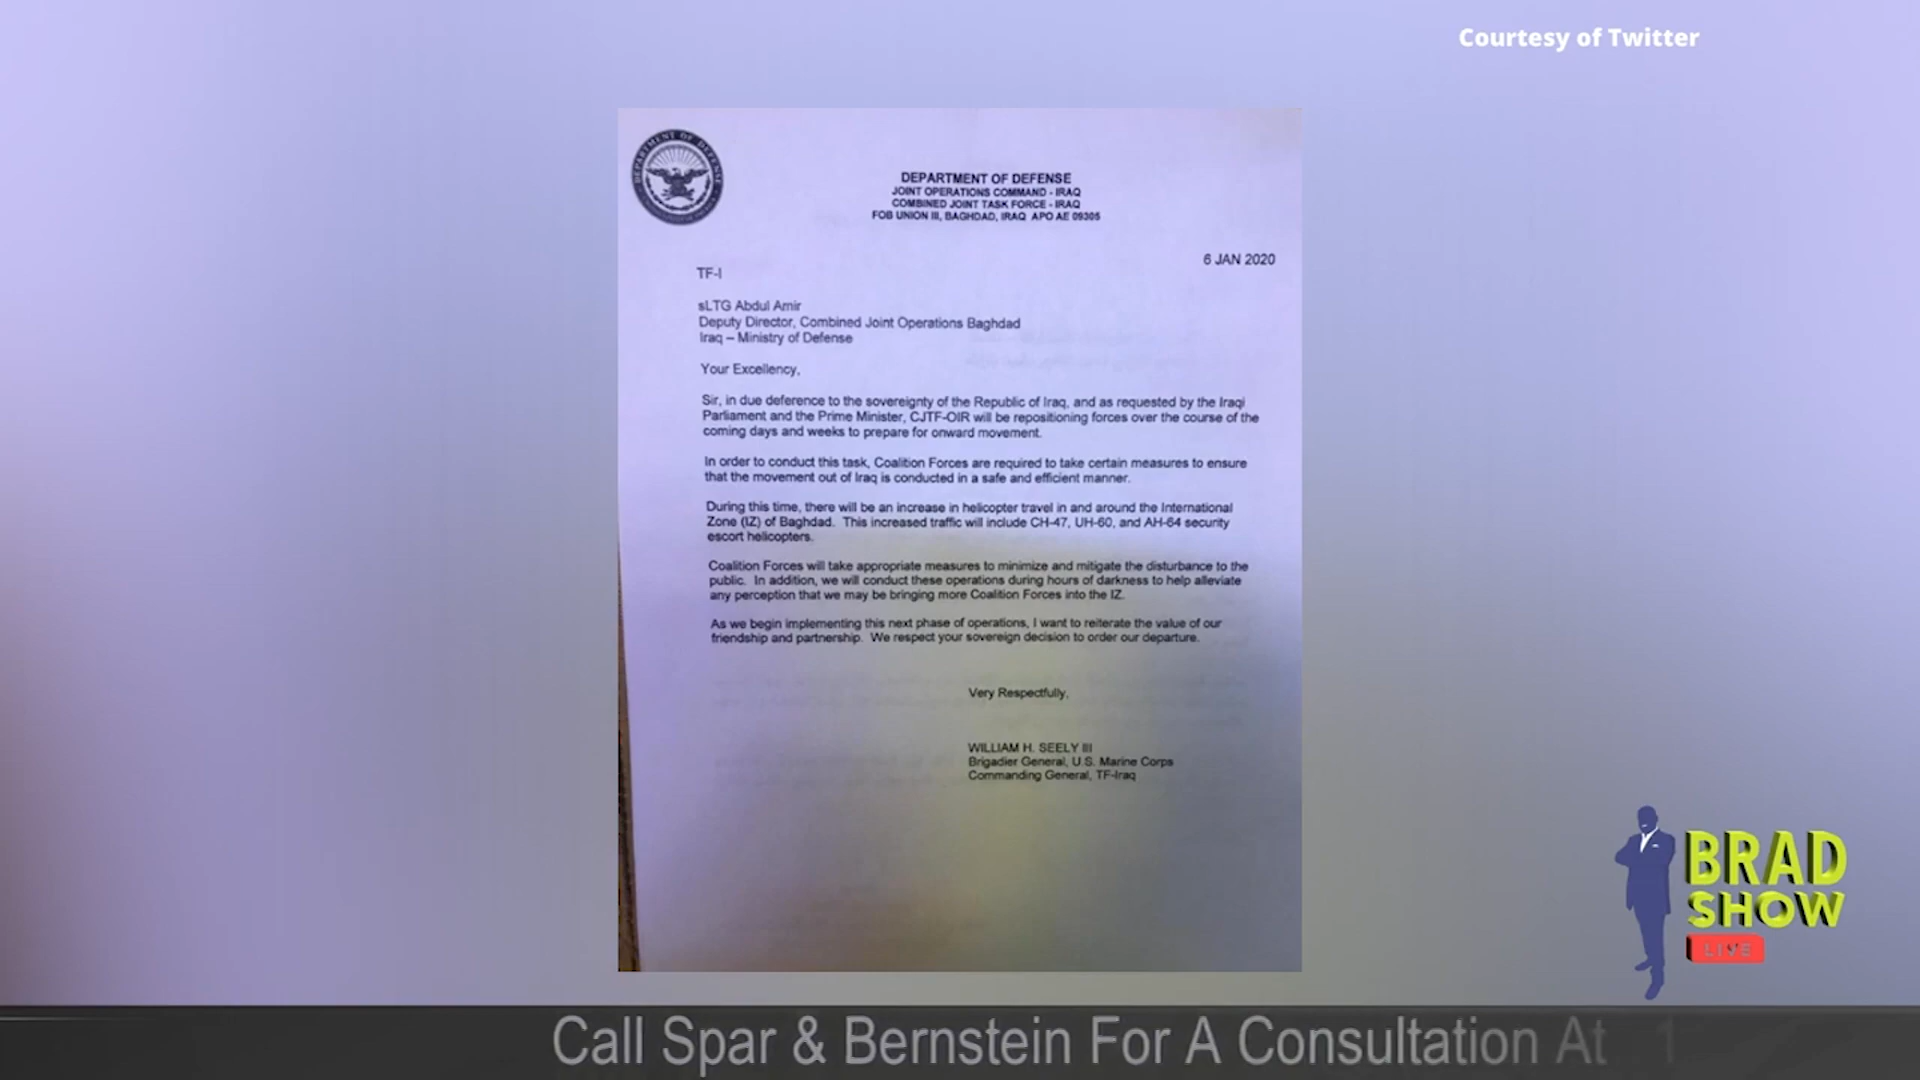 Courtesy of Twitter
DEPARTMENT OF DEFENSE
DEPARTMENT OF DEFENSE
JOINT OPERATIONS COMMAND - IRAQ
COMBINED JOINT TASK FORCE - IRAQ
FOB UNION III, BAGHDAD, IRAQ APO AE 09305
6 JAN 2020
TF-I
sLTG Abdul Amir
Deputy Director, Combined Joint Operations Baghdad
Iraq – Ministry of Defense
Your Excellency,
Sir, in due deference to the sovereignty of the Republic of Iraq, and as requested by the Iraqi
Parliament and the Prime Minister, CJTF-OIR will be repositioning forces over the course of the
coming days and weeks to prepare for onward movement.
In order to conduct this task, Coalition Forces are required to take certain measures to ensure
that the movement out of Iraq is conducted in a safe and efficient manner.
During this time, there will be an increase in helicopter travel in and around the International
Zone (IZ) of Baghdad. This increased traffic will include CH-47, UH-60, and AH-64 security
escort helicopters.
Coalition Forces will take appropriate measures to minimize and mitigate the disturbance to the
public. In addition, we will conduct these operations during hours of darkness to help alleviate
any perception that we may be bringing more Coalition Forces into the IZ.
As we begin implementing this next phase of operations, I want to reiterate the value of our
friendship and partnership. We respect your sovereign decision to order our departure.
Very Respectfully,
WILLIAM H. SEELY III
Brigadier General, U.S. Marine Corps
Commanding General, TF-Iraq
BRAD
SHOW
LIVE
Call Spar & Bernstein For A Consultation At 1